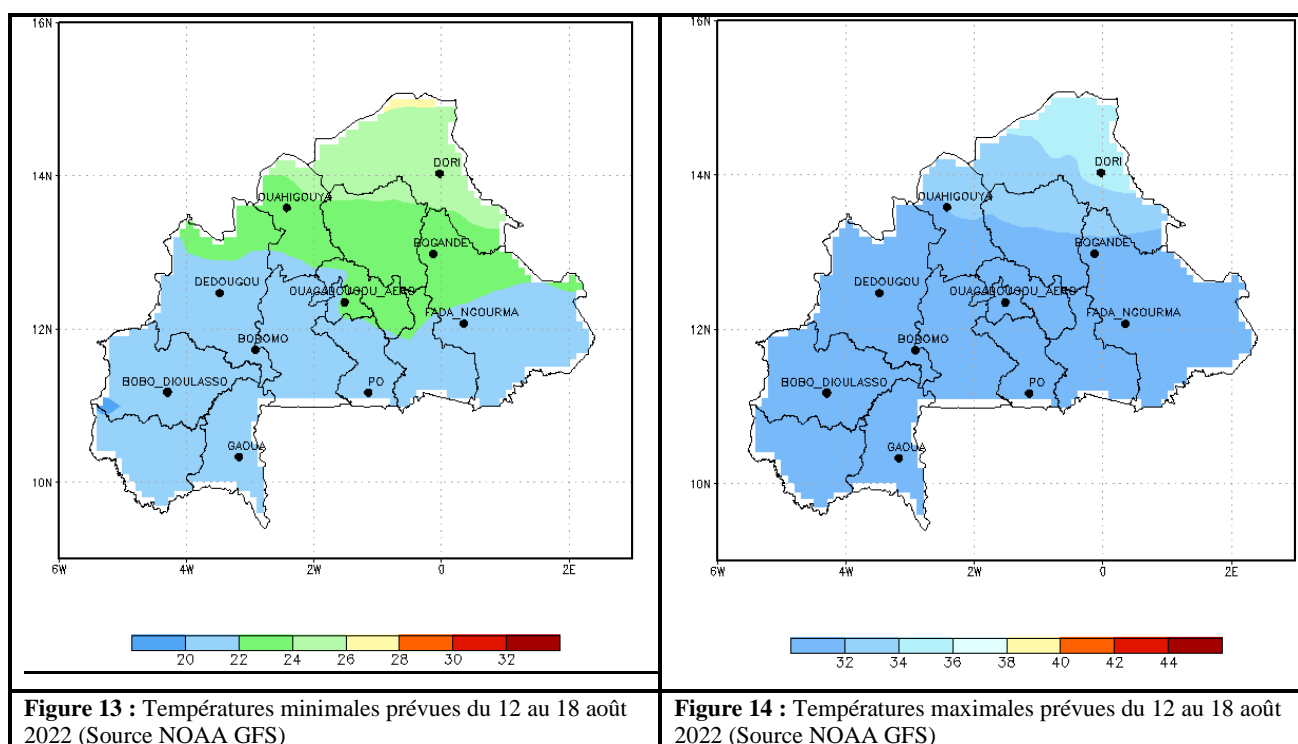 16N
14N
12N
10N
6W
4W
2W
0
2E
DORI
OUAHIGOUYA
BOGANDE
DEDOUGOU
OUAGADOUGOU_AERO
FADA_NGOURMA
BOROMO
BOBO_DIOULASSO
PO
GAOUA
20 22 24 26 28 30 32
Figure 13 : Températures minimales prévues du 12 au 18 août
2022 (Source NOAA GFS)
16N
14N
12N
10N
6W
4W
2W
0
2E
DORI
OUAHIGOUYA
BOGANDE
DEDOUGOU
OUAGADOUGOU_AERO
FADA_NGOURMA
BOROMO
BOBO_DIOULASSO
PO
GAOUA
32 34 36 38 40 42 44
Figure 14 : Températures maximales prévues du 12 au 18 août
2022 (Source NOAA GFS)